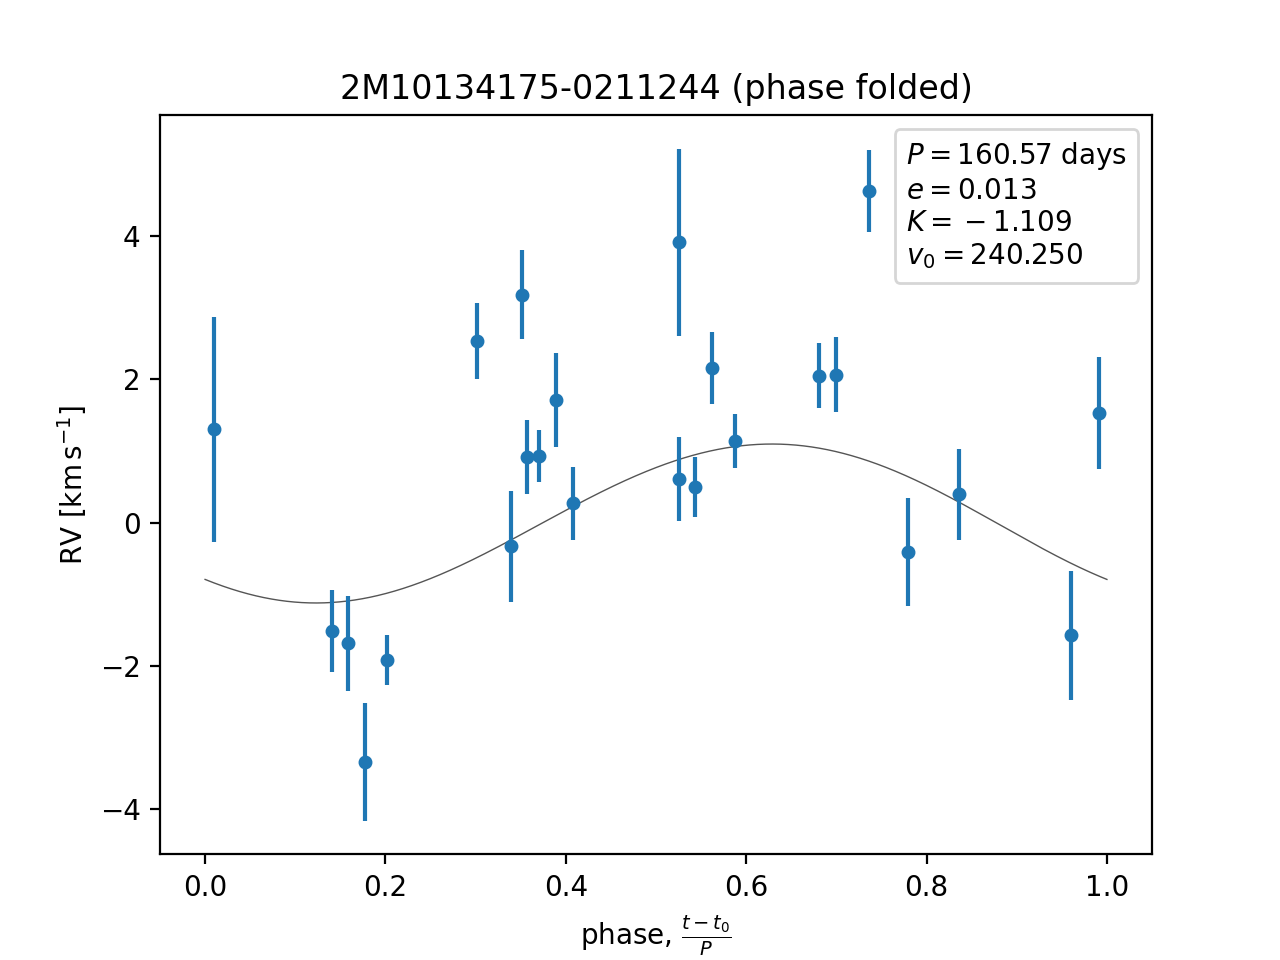 2M10134175-0211244 (phase folded)
P = 160.57 days
e = 0.013
K = −1.109
v₀ = 240.250
4
2
0
−2
−4
RV [km s⁻¹]
0.0 0.2 0.4 0.6 0.8 1.0
phase, (t − t₀)/P